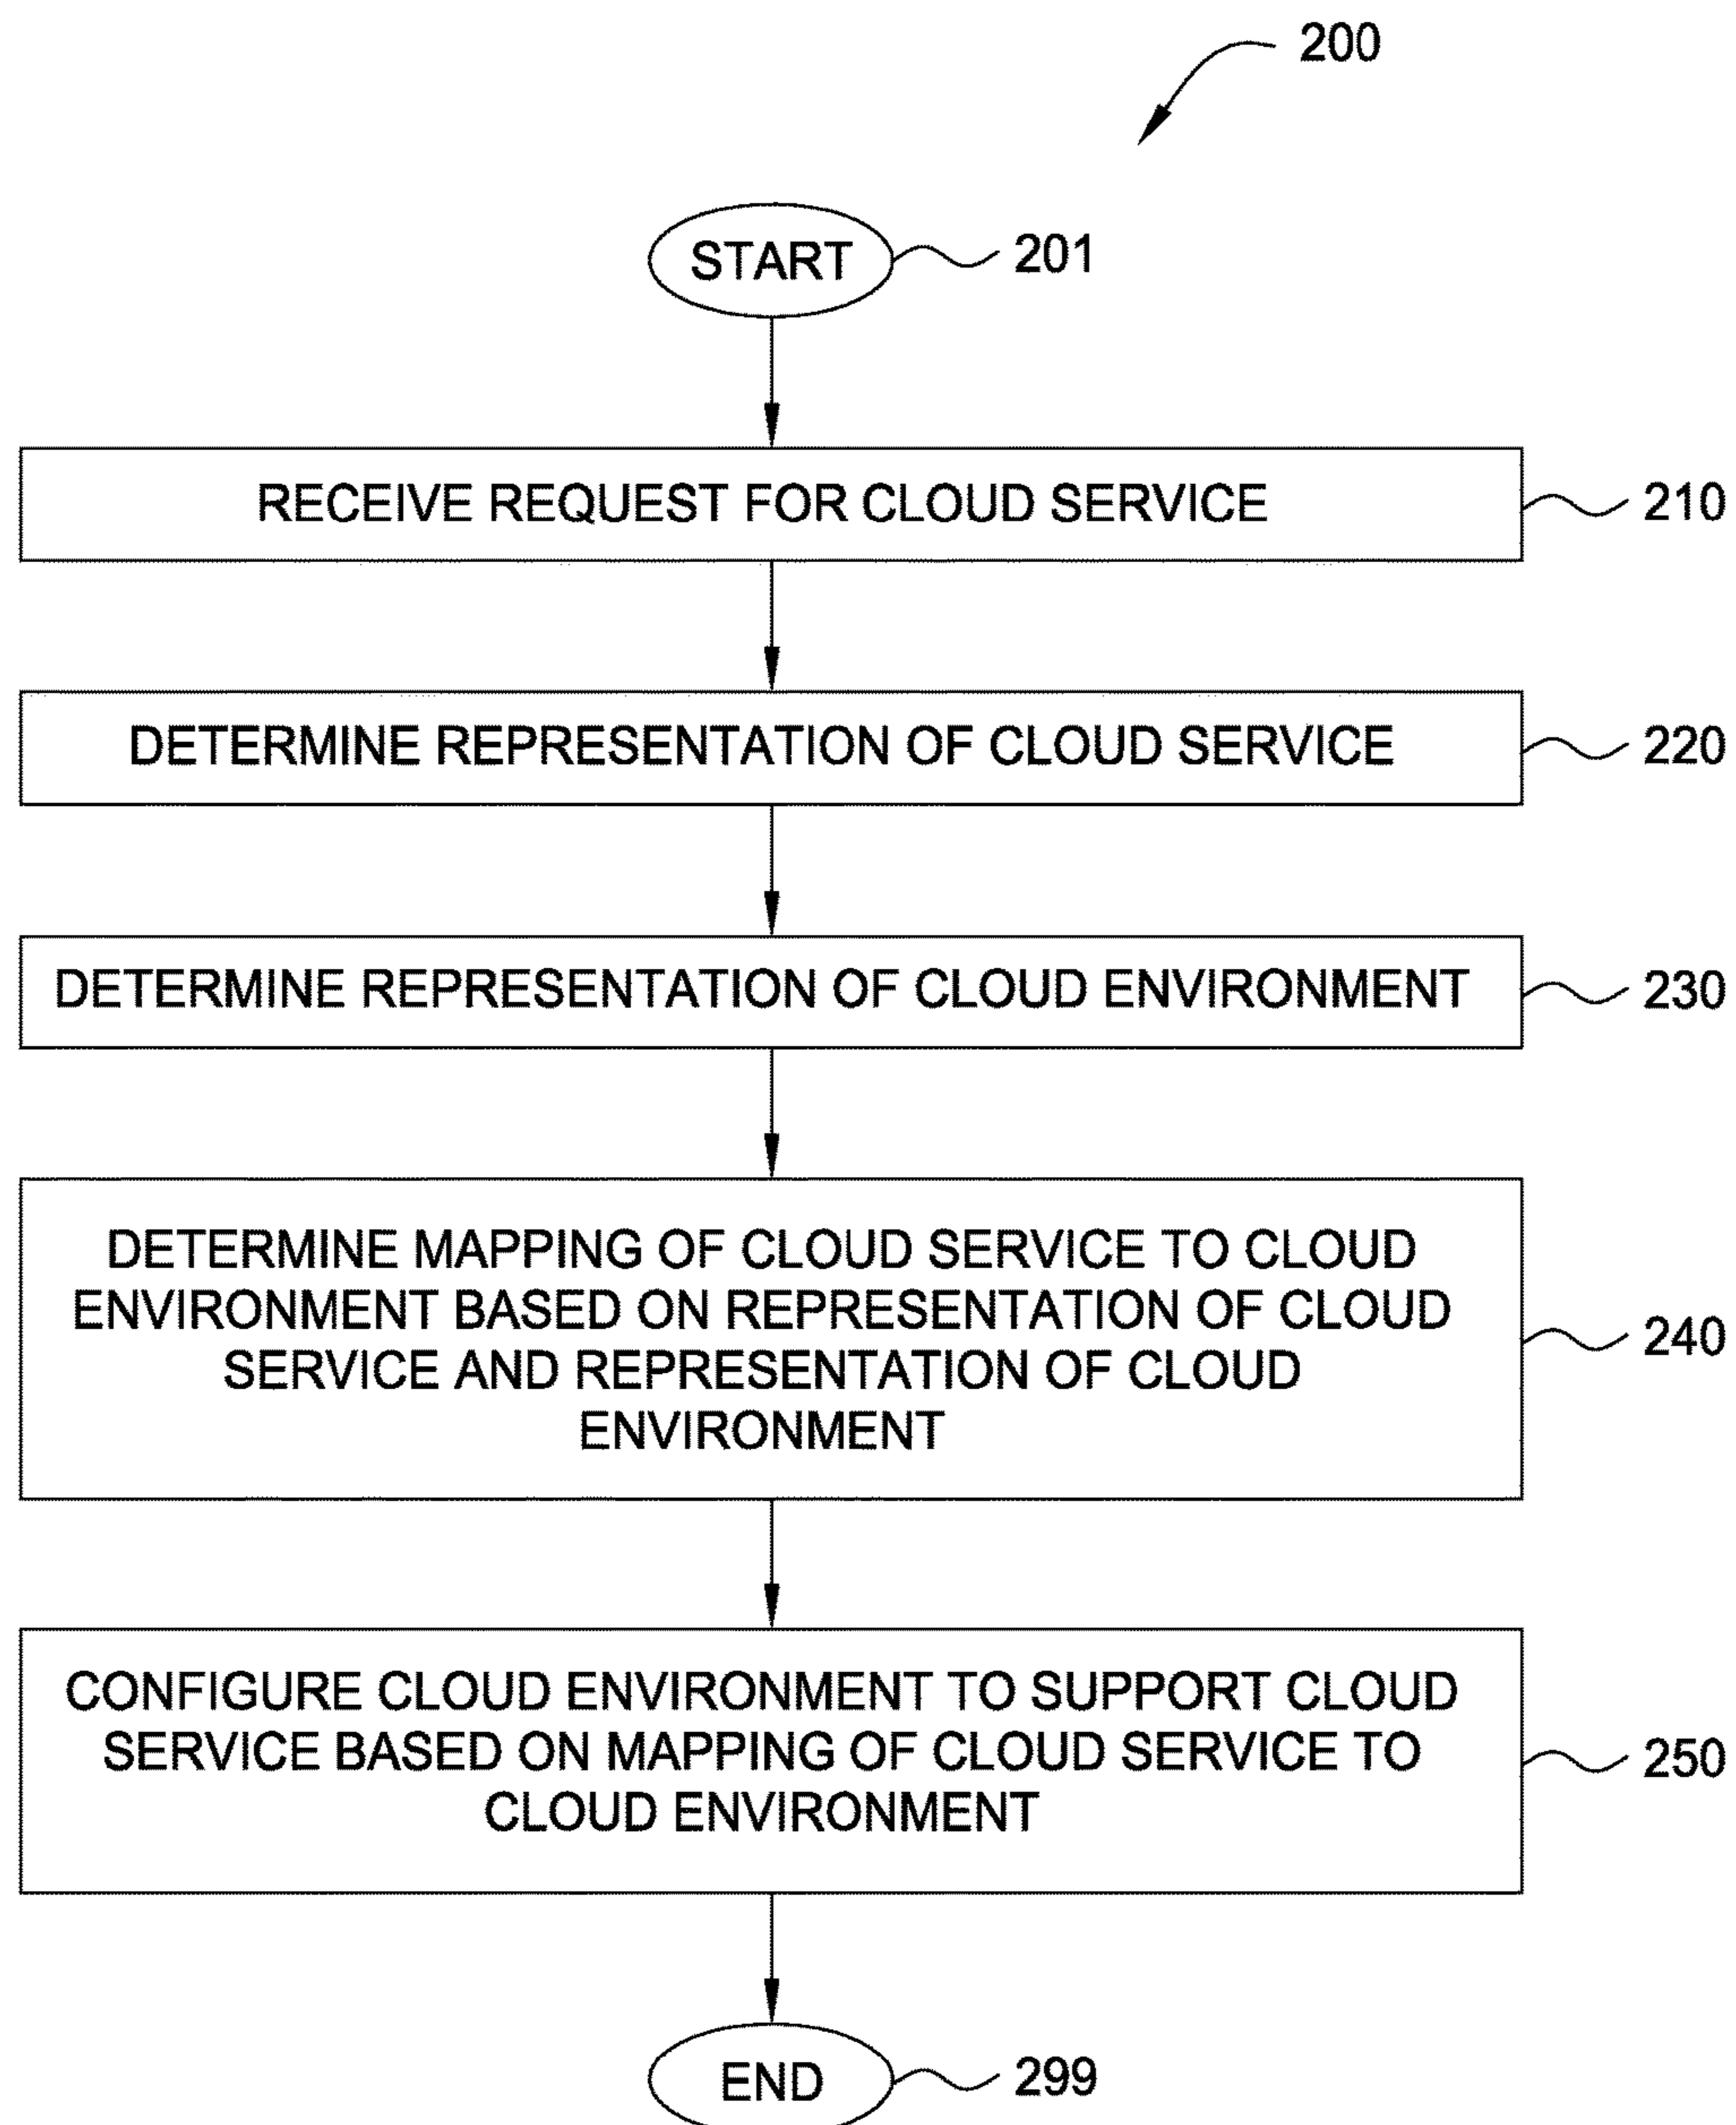 200
START
201
RECEIVE REQUEST FOR CLOUD SERVICE
210
DETERMINE REPRESENTATION OF CLOUD SERVICE
220
DETERMINE REPRESENTATION OF CLOUD ENVIRONMENT
230
DETERMINE MAPPING OF CLOUD SERVICE TO CLOUD
ENVIRONMENT BASED ON REPRESENTATION OF CLOUD
SERVICE AND REPRESENTATION OF CLOUD
ENVIRONMENT
240
CONFIGURE CLOUD ENVIRONMENT TO SUPPORT CLOUD
SERVICE BASED ON MAPPING OF CLOUD SERVICE TO
CLOUD ENVIRONMENT
250
END
299